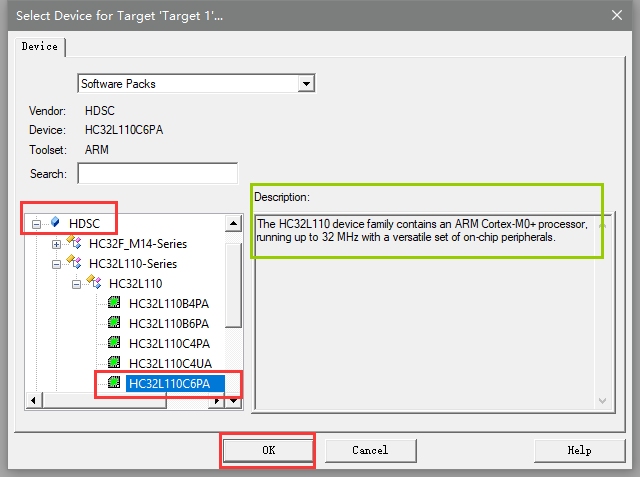 Select Device for Target 'Target 1'...
Device
Software Packs
Vendor: HDSC
Device: HC32L110C6PA
Toolset: ARM
Search:
HDSC
HC32F_M14-Series
HC32L110-Series
HC32L110
HC32L110B4PA
HC32L110B6PA
HC32L110C4PA
HC32L110C4UA
HC32L110C6PA
Description:
The HC32L110 device family contains an ARM Cortex-M0+ processor,
running up to 32 MHz with a versatile set of on-chip peripherals.
OK Cancel Help